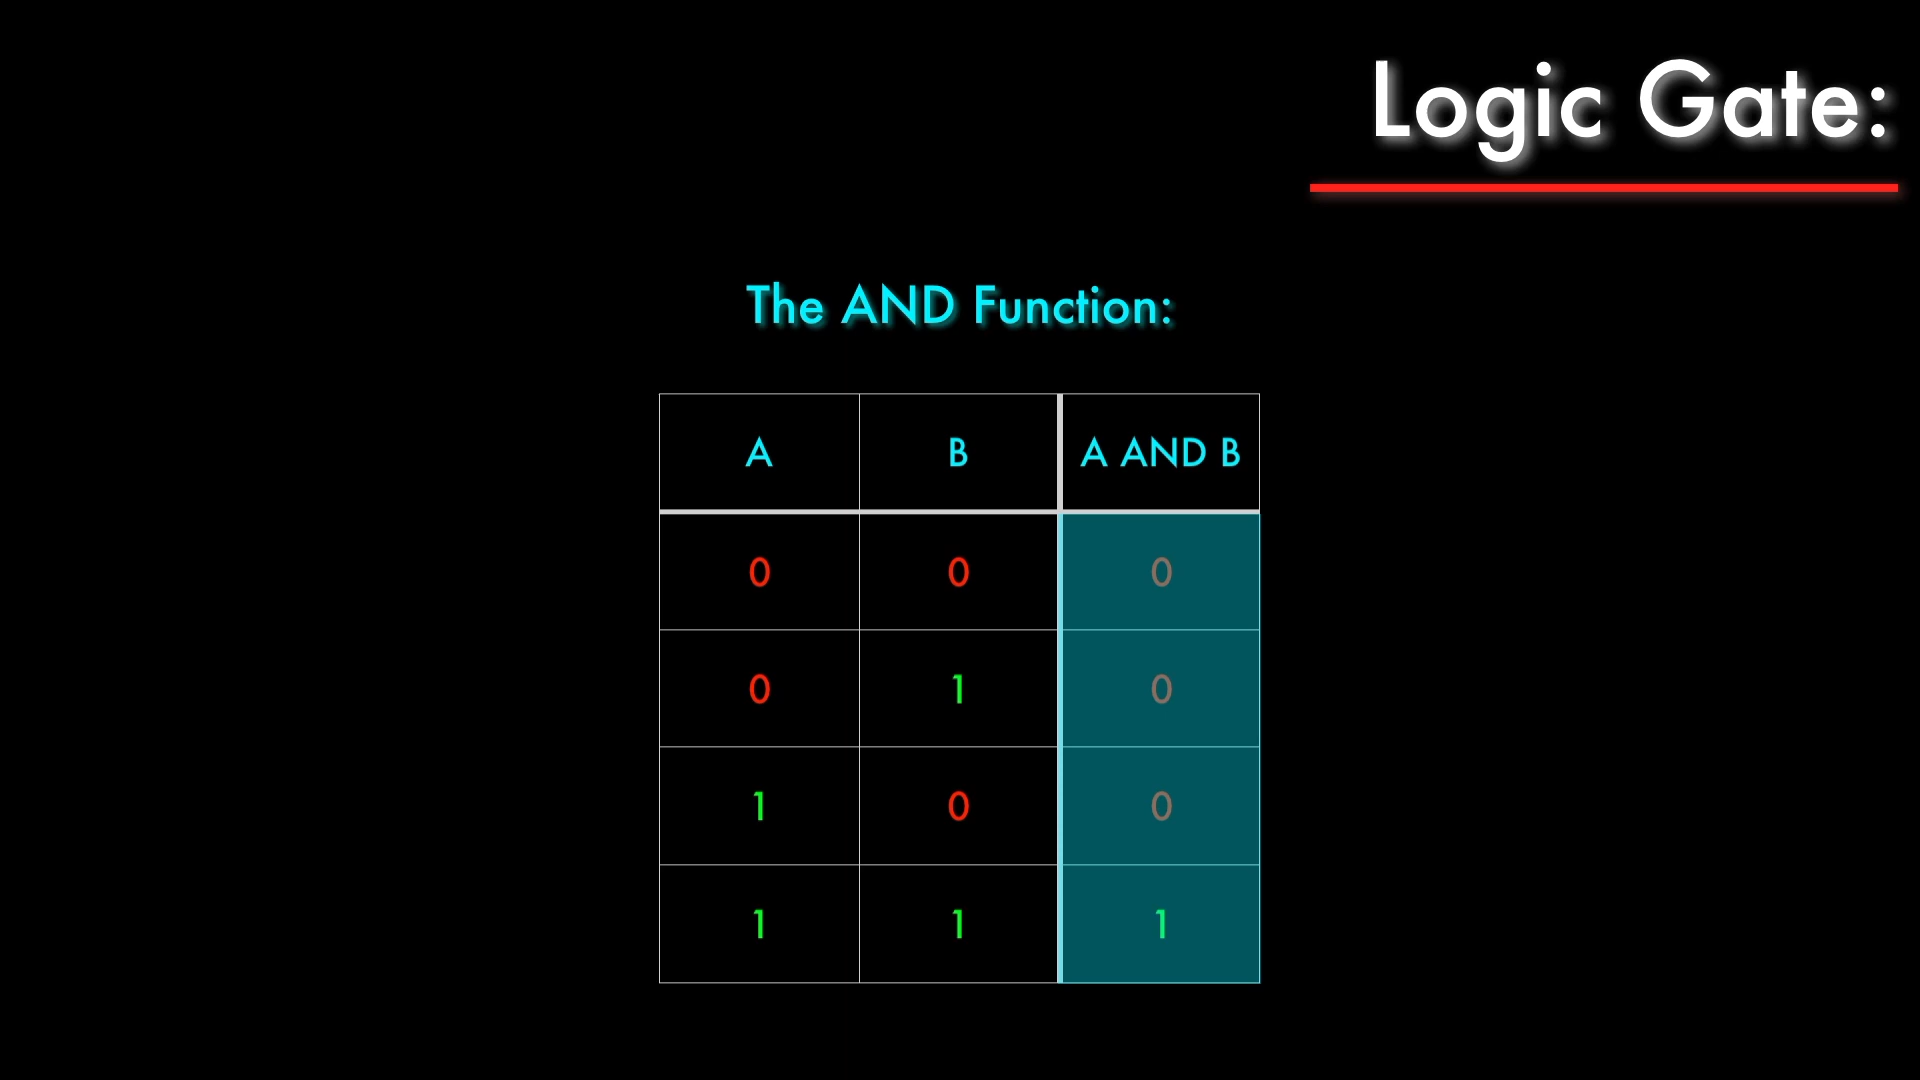 Logic Gate:
The AND Function:
A B A AND B
0 0 0
0 1 0
1 0 0
1 1 1